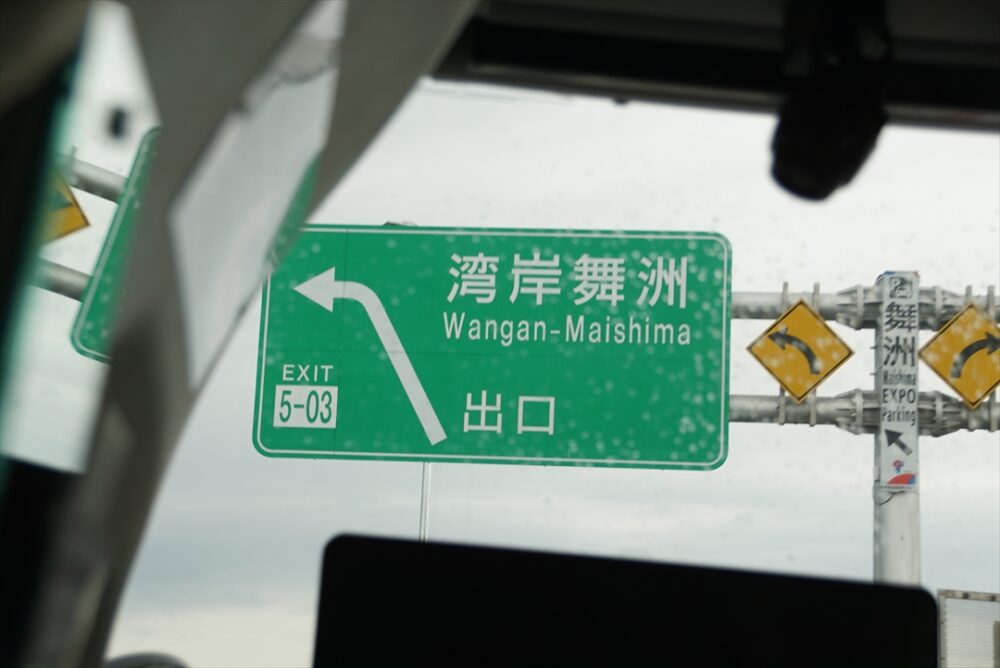 湾岸舞洲
Wangan-Maishima
EXIT
5-03
出口
P
舞
洲
Maishima
EXPO
Parking